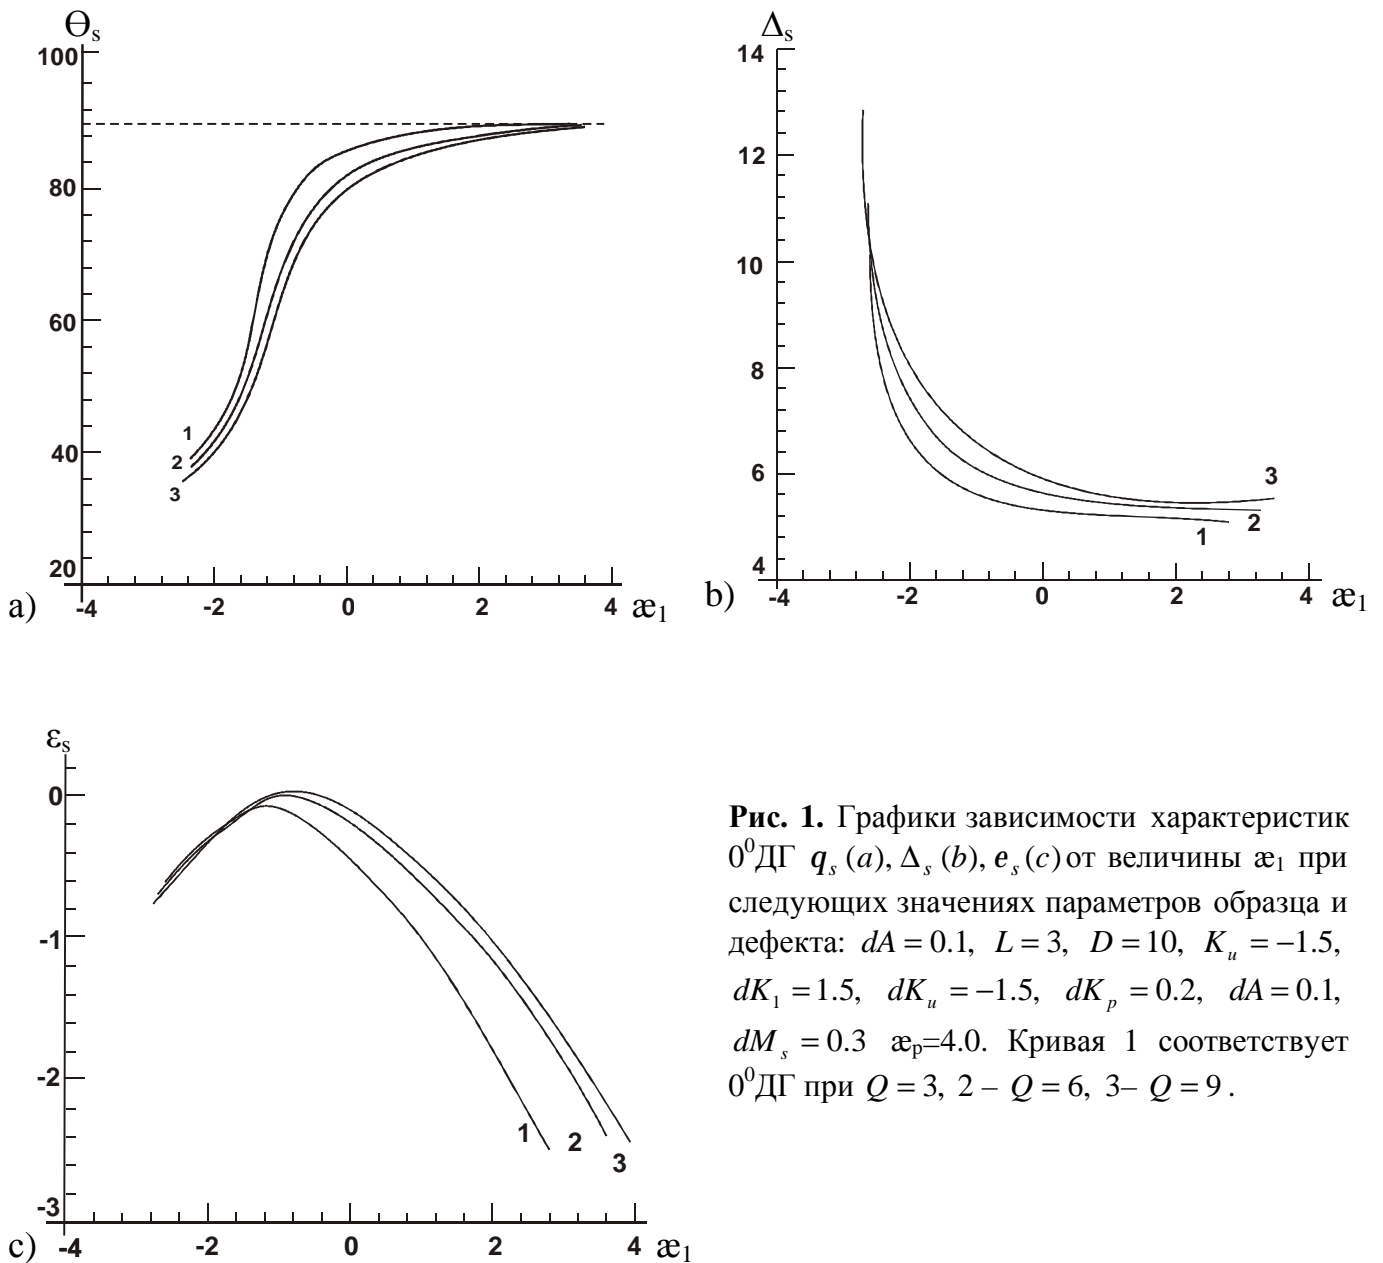 Θₛ
100
80
60
40
20
-4 -2 0 2 4
æ₁
1
2
3
a)
Δₛ
14
12
10
8
6
4
-4 -2 0 2 4
æ₁
3
2
1
b)
εₛ
0
-1
-2
-3
-4 -2 0 2 4
æ₁
1
2
3
c)
Рис. 1. Графики зависимости характеристик
0⁰ДГ qₛ (a), Δₛ (b), eₛ (c) от величины æ₁ при
следующих значениях параметров образца и
дефекта: dA = 0.1, L = 3, D = 10, Kᵤ = −1.5,
dK₁ = 1.5, dKᵤ = −1.5, dKₚ = 0.2, dA = 0.1,
dMₛ = 0.3 æₚ=4.0. Кривая 1 соответствует
0⁰ДГ при Q = 3, 2 – Q = 6, 3– Q = 9 .